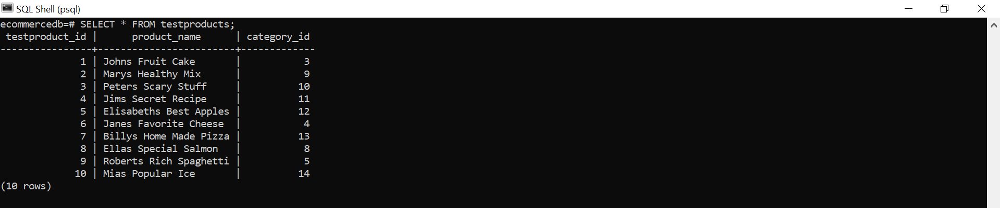 SQL Shell (psql)
ecommercedb=# SELECT * FROM testproducts;
 testproduct_id |      product_name      | category_id
----------------+------------------------+-------------
              1 | Johns Fruit Cake       |           3
              2 | Marys Healthy Mix      |           9
              3 | Peters Scary Stuff     |          10
              4 | Jims Secret Recipe     |          11
              5 | Elisabeths Best Apples |          12
              6 | Janes Favorite Cheese  |           4
              7 | Billys Home Made Pizza |          13
              8 | Ellas Special Salmon   |           8
              9 | Roberts Rich Spaghetti |           5
             10 | Mias Popular Ice       |          14
(10 rows)